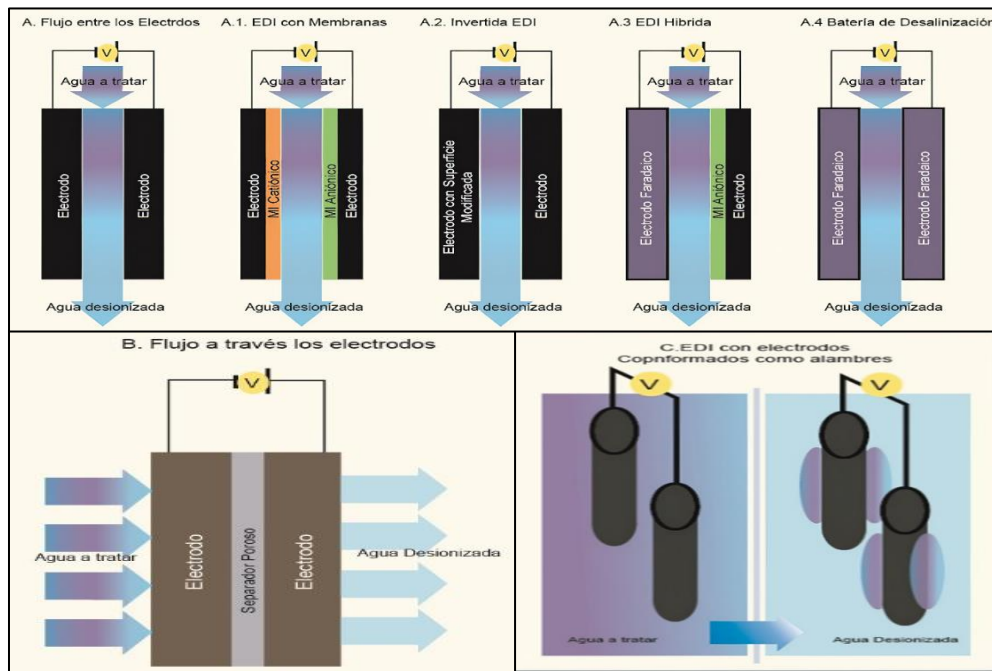 A. Flujo entre los Electrdos
V
Agua a tratar
Electrodo
Electrodo
Agua desionizada
A.1. EDI con Membranas
V
Agua a tratar
Electrodo
MI Catiónico
MI Aniónico
Electrodo
Agua desionizada
A.2. Invertida EDI
V
Agua a tratar
Electrodo con Superfície
Modificada
Electrodo
Agua desionizada
A.3 EDI Hibrida
V
Agua a tratar
Electrodo Faradaico
MI Aniónico
Electrodo
Agua desionizada
A.4 Batería de Desalinización
V
Agua a tratar
Electrodo Faradaico
Electrodo Faradaico
Agua desionizada
B. Flujo a través los electrodos
V
Agua a tratar
Electrodo
Separador Poroso
Electrodo
Agua Desionizada
C.EDI con electrodos
Copnformados como alambres
V
V
Agua a tratar
Agua Desionizada